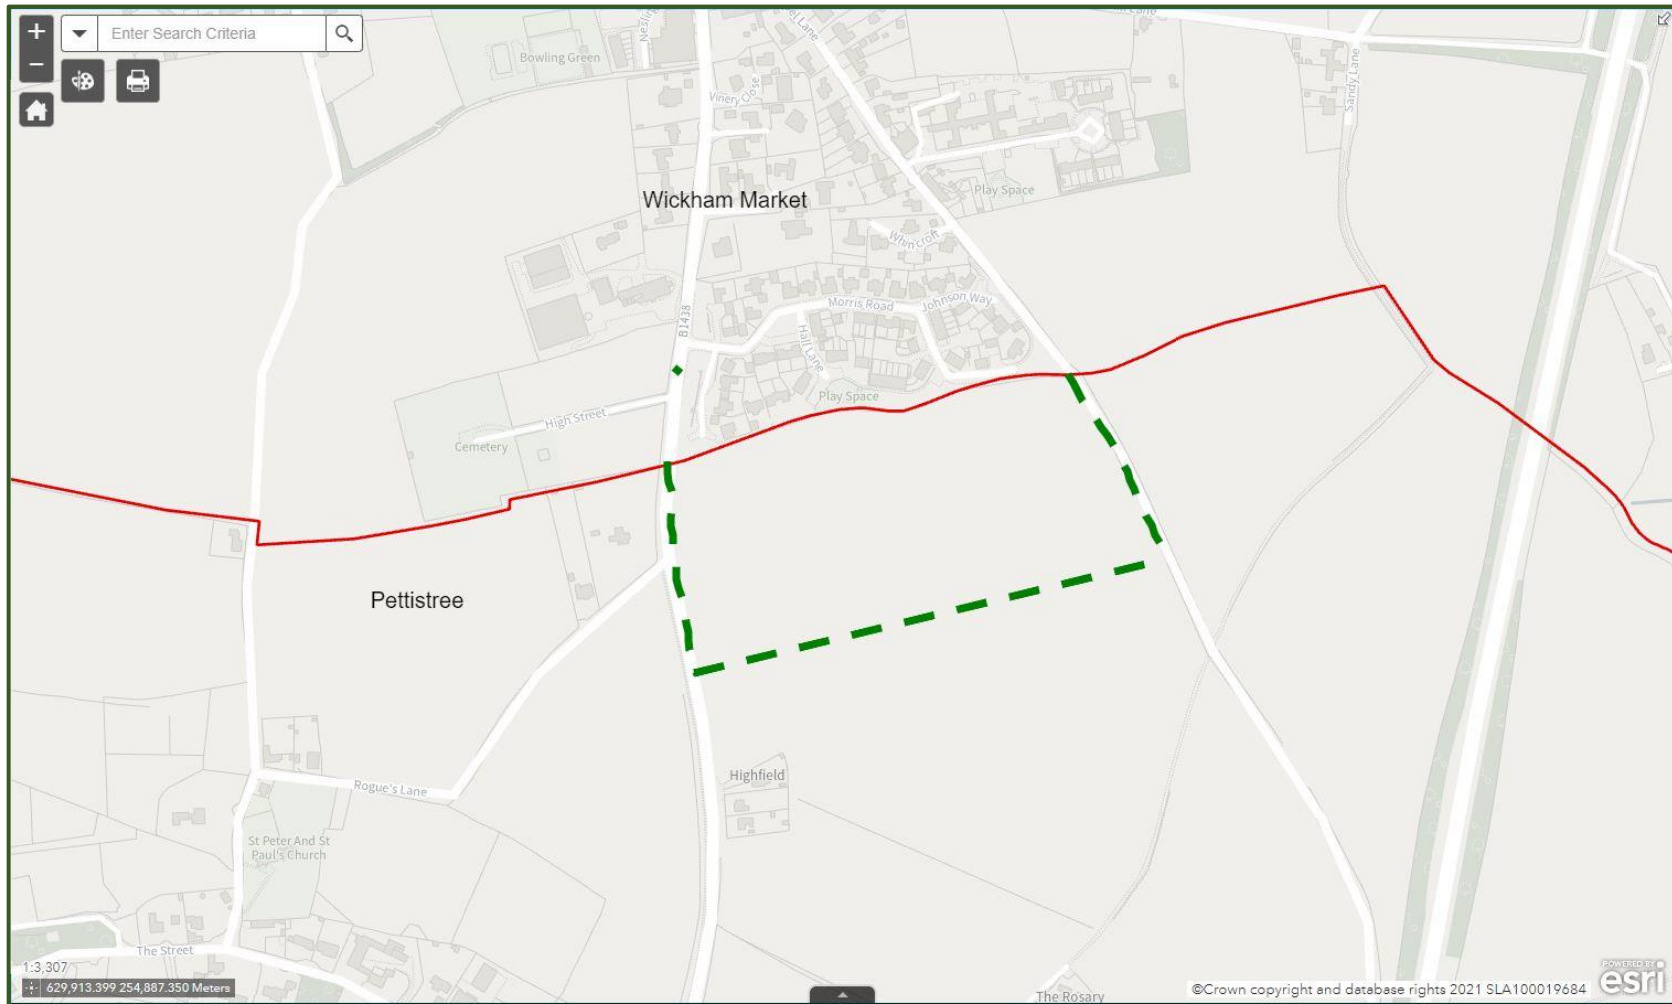 +
Enter Search Criteria
−
Bowling Green
Vinery Close
Sandy Lane
Wickham Market
Play Space
Whincroft
B1438
Morris Road
Johnson Way
Hall Lane
Play Space
High Street
Cemetery
Pettistree
Highfield
Rogue's Lane
St Peter And St
Paul's Church
The Street
1:3,307
629,913.399 254,887.350 Meters
The Rosary
©Crown copyright and database rights 2021 SLA100019684
POWERED BY
esri